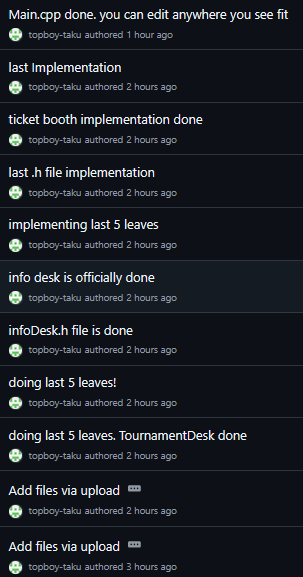 Main.cpp done. you can edit anywhere you see fit
topboy-taku authored 1 hour ago
last Implementation
topboy-taku authored 2 hours ago
ticket booth implementation done
topboy-taku authored 2 hours ago
last .h file implementation
topboy-taku authored 2 hours ago
implementing last 5 leaves
topboy-taku authored 2 hours ago
info desk is officially done
topboy-taku authored 2 hours ago
infoDesk.h file is done
topboy-taku authored 2 hours ago
doing last 5 leaves!
topboy-taku authored 2 hours ago
doing last 5 leaves. TournamentDesk done
topboy-taku authored 2 hours ago
Add files via upload
topboy-taku authored 2 hours ago
Add files via upload
topboy-taku authored 3 hours ago